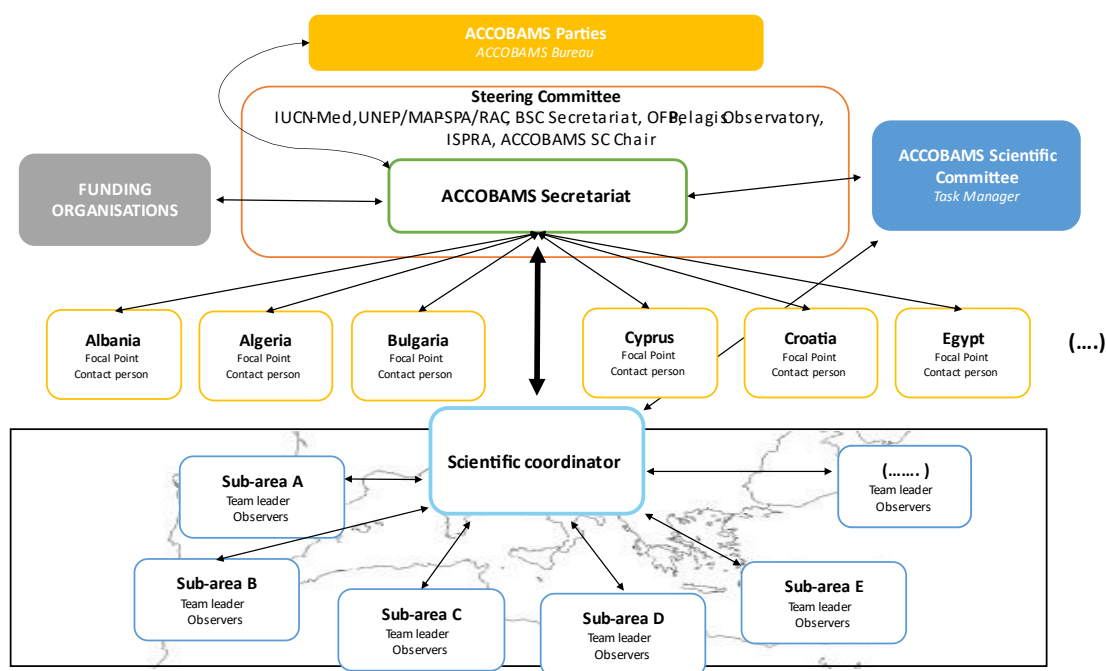 ACCOBAMS Parties
ACCOBAMS Bureau
Steering Committee
IUCN-Med, UNEP/MAP-SPA/RAC, BSC Secretariat, OFB, Pelagis Observatory,
ISPRA, ACCOBAMS SC Chair
FUNDING
ORGANISATIONS
ACCOBAMS Secretariat
ACCOBAMS Scientific
Committee
Task Manager
Albania
Focal Point
Contact person
Algeria
Focal Point
Contact person
Bulgaria
Focal Point
Contact person
Cyprus
Focal Point
Contact person
Croatia
Focal Point
Contact person
Egypt
Focal Point
Contact person
(....)
Scientific coordinator
Sub-area A
Team leader
Observers
(....... )
Team leader
Observers
Sub-area B
Team leader
Observers
Sub-area C
Team leader
Observers
Sub-area D
Team leader
Observers
Sub-area E
Team leader
Observers